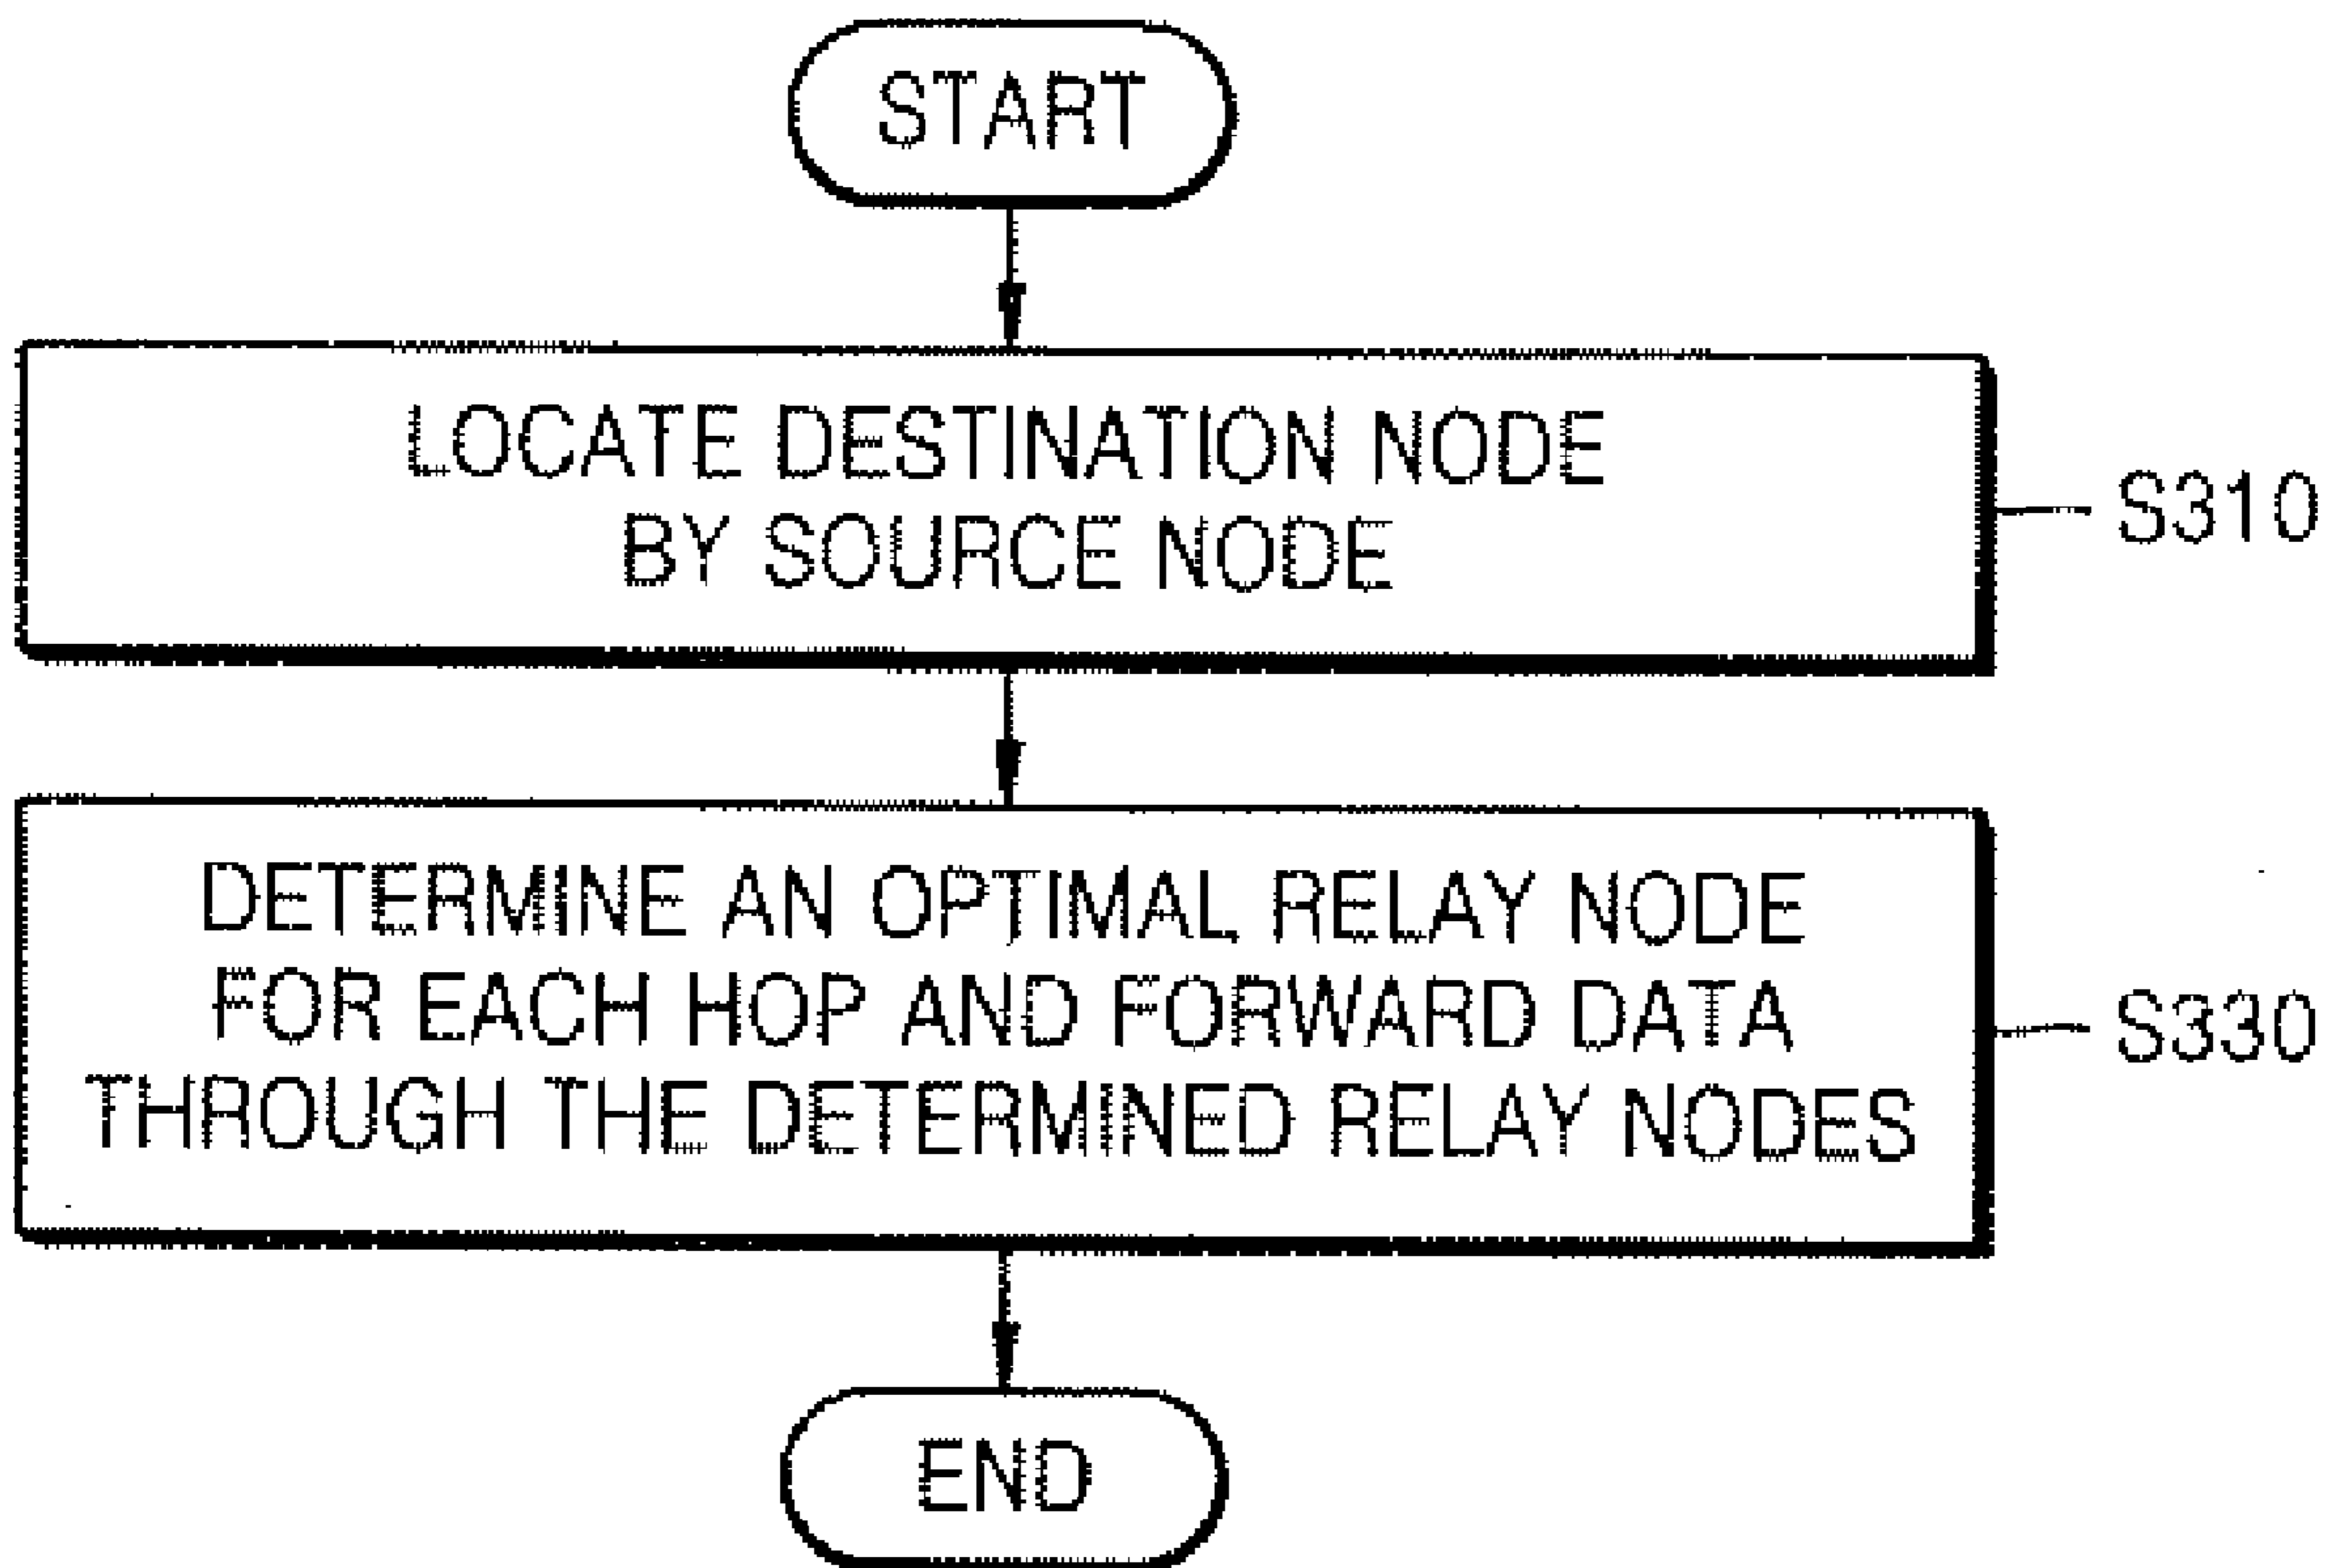 START
LOCATE DESTINATION NODE
BY SOURCE NODE
S310
DETERMINE AN OPTIMAL RELAY NODE
FOR EACH HOP AND FORWARD DATA
THROUGH THE DETERMINED RELAY NODES
S330
END